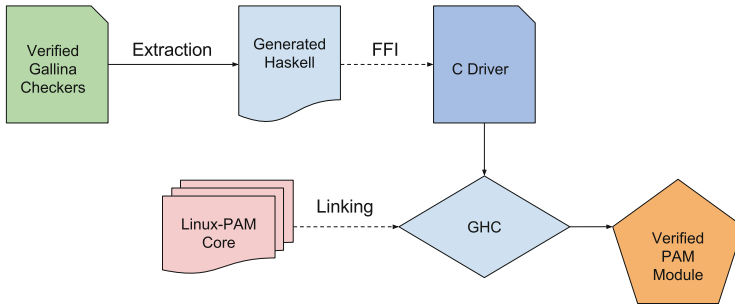 Verified
Gallina
Checkers
Extraction
Generated
Haskell
FFI
C Driver
Linux-PAM
Core
Linking
GHC
Verified
PAM
Module